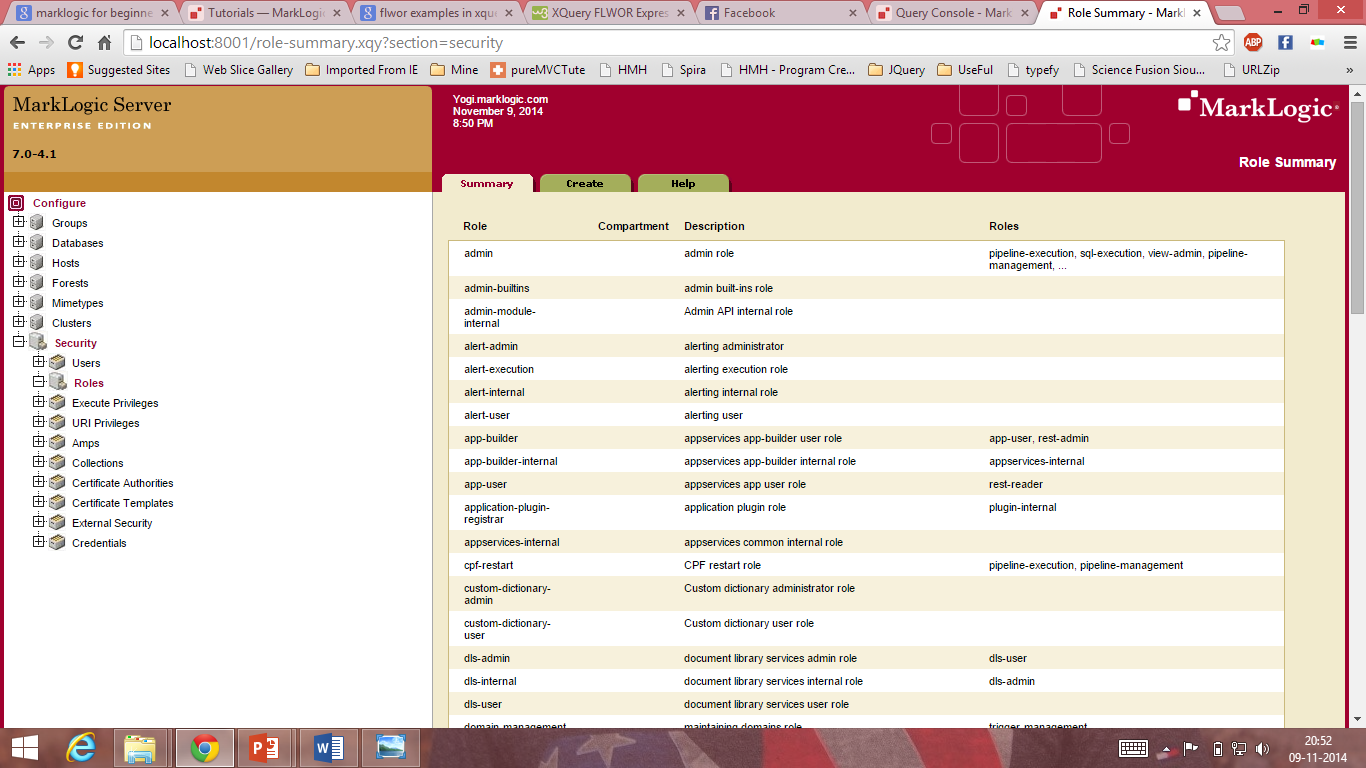 marklogic for beginne
Tutorials — MarkLogi
flwor examples in xque
XQuery FLWOR Expres
Facebook
Query Console - Mark
Role Summary - Mark
localhost:8001/role-summary.xqy?section=security
ABP
Apps
Suggested Sites
Web Slice Gallery
Imported From IE
Mine
pureMVCTute
HMH
Spira
HMH - Program Cre...
JQuery
UseFul
typefy
Science Fusion Siou...
URLZip
»
MarkLogic Server
ENTERPRISE EDITION
7.0-4.1
Yogi.marklogic.com
November 9, 2014
8:50 PM
MarkLogic
Role Summary
Summary
Create
Help
Configure
Groups
Databases
Hosts
Forests
Mimetypes
Clusters
Security
Users
Roles
Execute Privileges
URI Privileges
Amps
Collections
Certificate Authorities
Certificate Templates
External Security
Credentials
Role Compartment Description Roles
admin admin role pipeline-execution, sql-execution, view-admin, pipeline-
management, ...
admin-builtins admin built-ins role
admin-module-
internal Admin API internal role
alert-admin alerting administrator
alert-execution alerting execution role
alert-internal alerting internal role
alert-user alerting user
app-builder appservices app-builder user role app-user, rest-admin
app-builder-internal appservices app-builder internal role appservices-internal
app-user appservices app user role rest-reader
application-plugin-
registrar application plugin role plugin-internal
appservices-internal appservices common internal role
cpf-restart CPF restart role pipeline-execution, pipeline-management
custom-dictionary-
admin Custom dictionary administrator role
custom-dictionary-
user Custom dictionary user role
dls-admin document library services admin role dls-user
dls-internal document library services internal role dls-admin
dls-user document library services user role
domain-management maintaining domains role trigger-management
20:52
09-11-2014